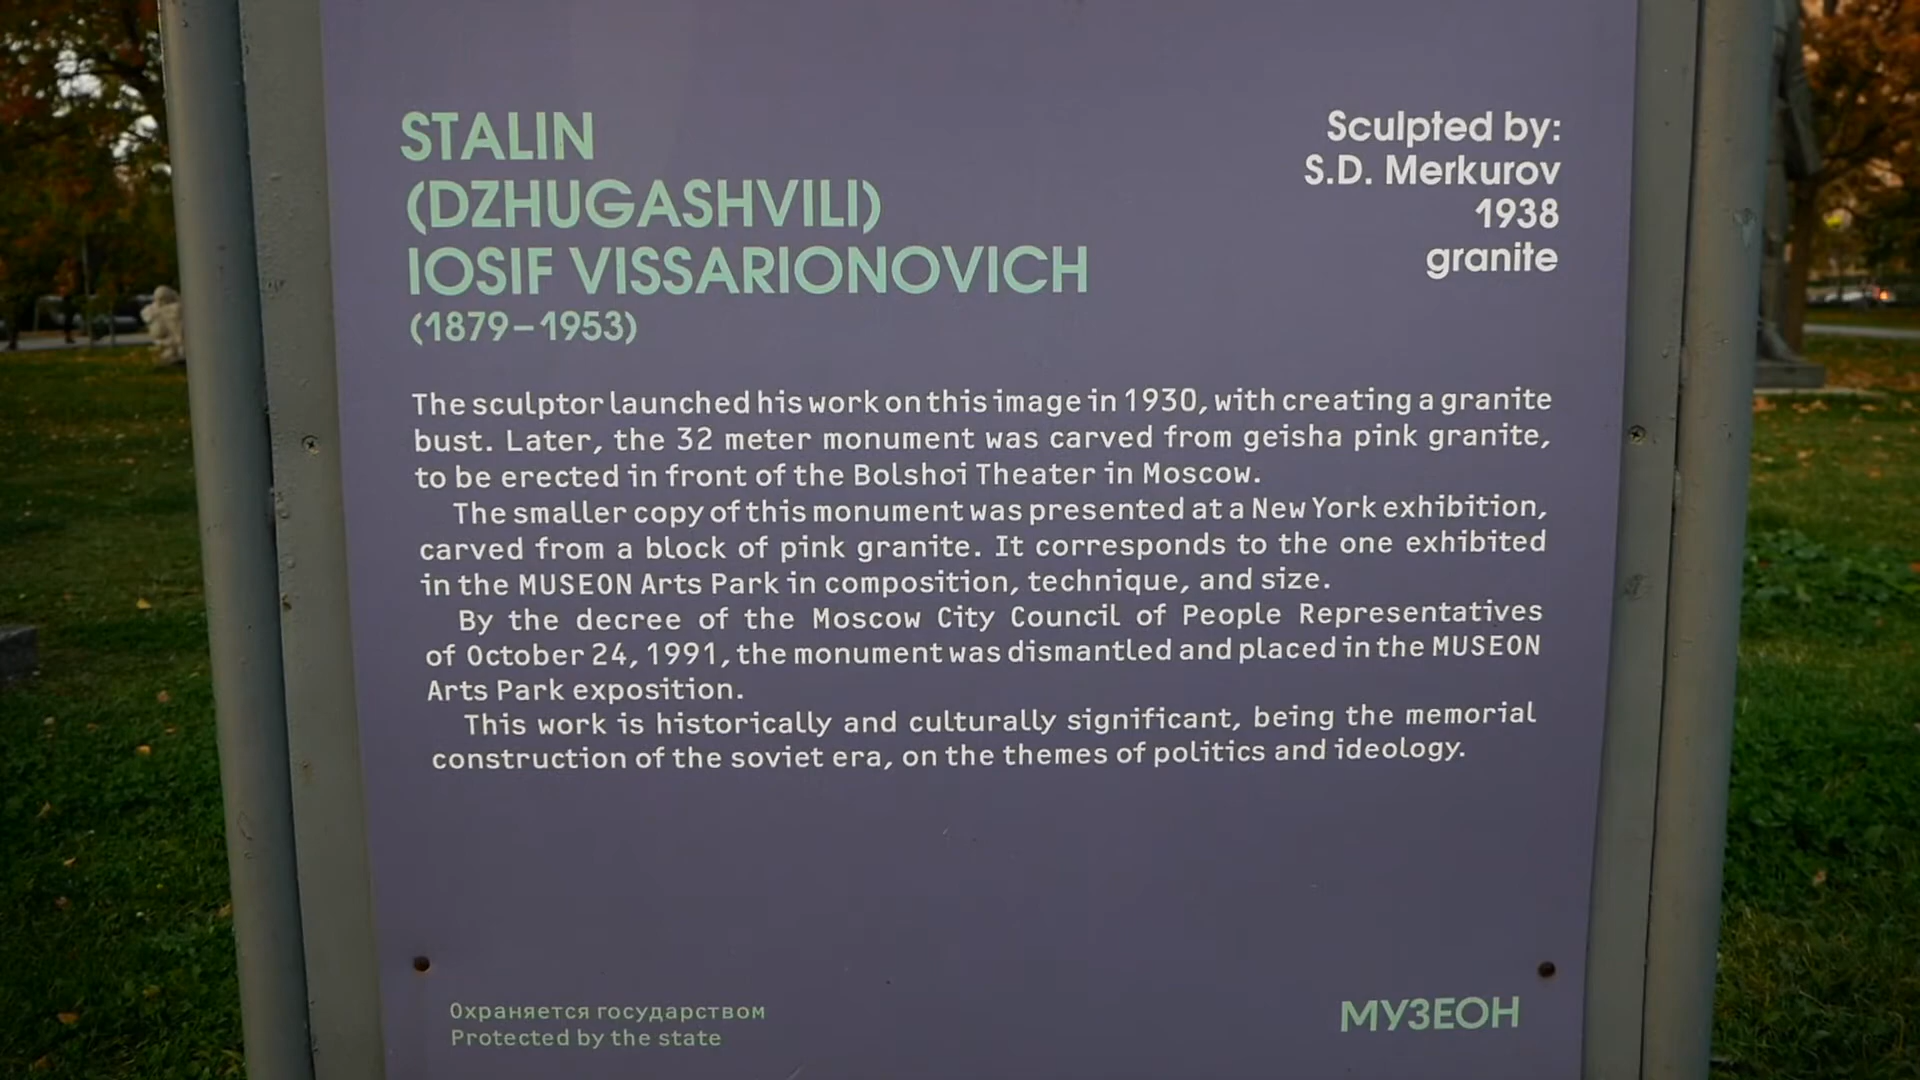 STALIN
(DZHUGASHVILI)
IOSIF VISSARIONOVICH
(1879–1953)
Sculpted by:
S.D. Merkurov
1938
granite
The sculptor launched his work on this image in 1930, with creating a granite
bust. Later, the 32 meter monument was carved from geisha pink granite,
to be erected in front of the Bolshoi Theater in Moscow.
The smaller copy of this monument was presented at a New York exhibition,
carved from a block of pink granite. It corresponds to the one exhibited
in the MUSEON Arts Park in composition, technique, and size.
By the decree of the Moscow City Council of People Representatives
of October 24, 1991, the monument was dismantled and placed in the MUSEON
Arts Park exposition.
This work is historically and culturally significant, being the memorial
construction of the soviet era, on the themes of politics and ideology.
Охраняется государством
Protected by the state
МУЗЕОН